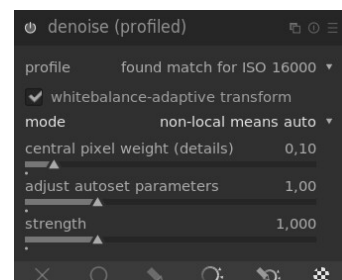 denoise (profiled)
profile found match for ISO 16000
whitebalance-adaptive transform
mode non-local means auto
central pixel weight (details) 0,10
adjust autoset parameters 1,00
strength 1,000